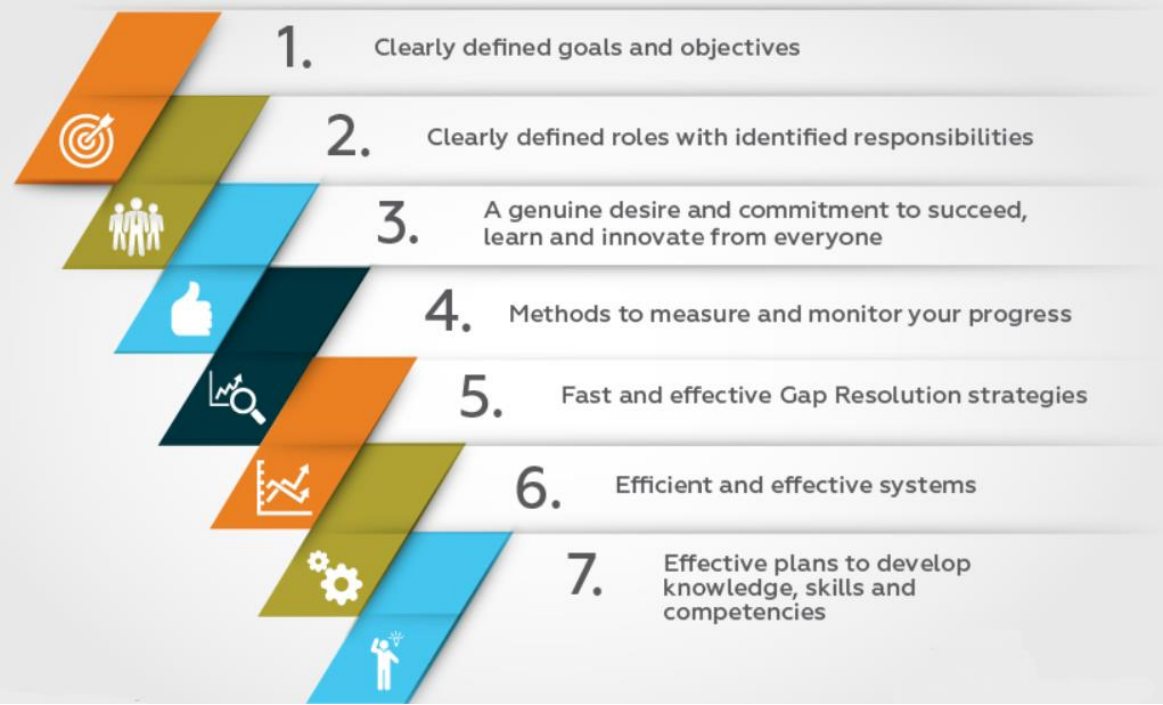 1. Clearly defined goals and objectives
2. Clearly defined roles with identified responsibilities
3. A genuine desire and commitment to succeed,
learn and innovate from everyone
4. Methods to measure and monitor your progress
5. Fast and effective Gap Resolution strategies
6. Efficient and effective systems
7. Effective plans to develop
knowledge, skills and
competencies